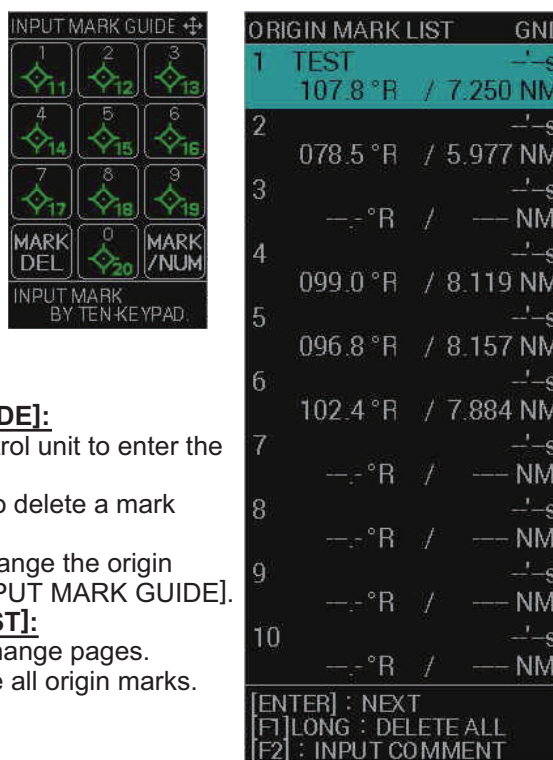 INPUT MARK GUIDE
1 2 3
11 12 13
4 5 6
14 15 16
7 8 9
17 18 19
MARK DEL 0 20 MARK /NUM
INPUT MARK
BY TEN-KEYPAD.
DE]:
trol unit to enter the
o delete a mark
ange the origin
PUT MARK GUIDE].
ST]:
hange pages.
e all origin marks.
ORIGIN MARK LIST GN
1 TEST --'--s
107.8 °R / 7.250 NM
2 --'--s
078.5 °R / 5.977 NM
3 --'--s
---.- °R / --- NM
4 --'--s
099.0 °R / 8.119 NM
5 --'--s
096.8 °R / 8.157 NM
6 --'--s
102.4 °R / 7.884 NM
7 --'--s
---.- °R / --- NM
8 --'--s
---.- °R / --- NM
9 --'--s
---.- °R / --- NM
10 --'--s
---.- °R / --- NM
[ENTER] : NEXT
[F1]LONG : DELETE ALL
[F2] : INPUT COMMENT